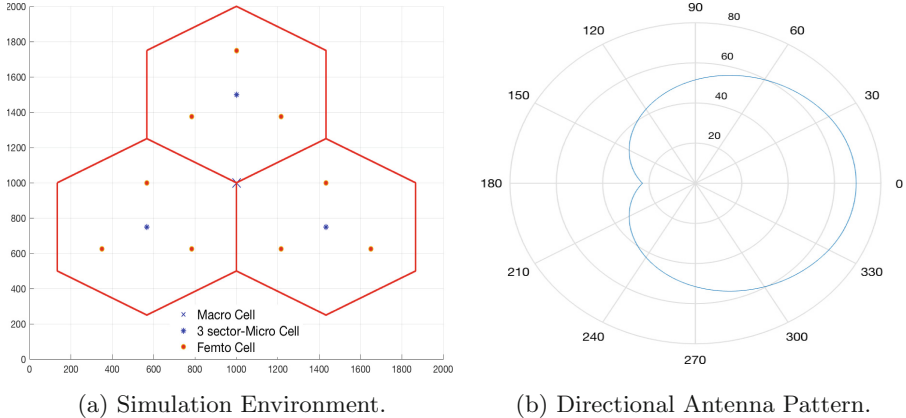 2000
1800
1600
1400
1200
1000
800
600
400
200
0
0 200 400 600 800 1000 1200 1400 1600 1800 2000
Macro Cell
3 sector-Micro Cell
Femto Cell
(a) Simulation Environment.
90
80
120 60
60
150 40 30
20
180 0
210 330
240 300
270
(b) Directional Antenna Pattern.